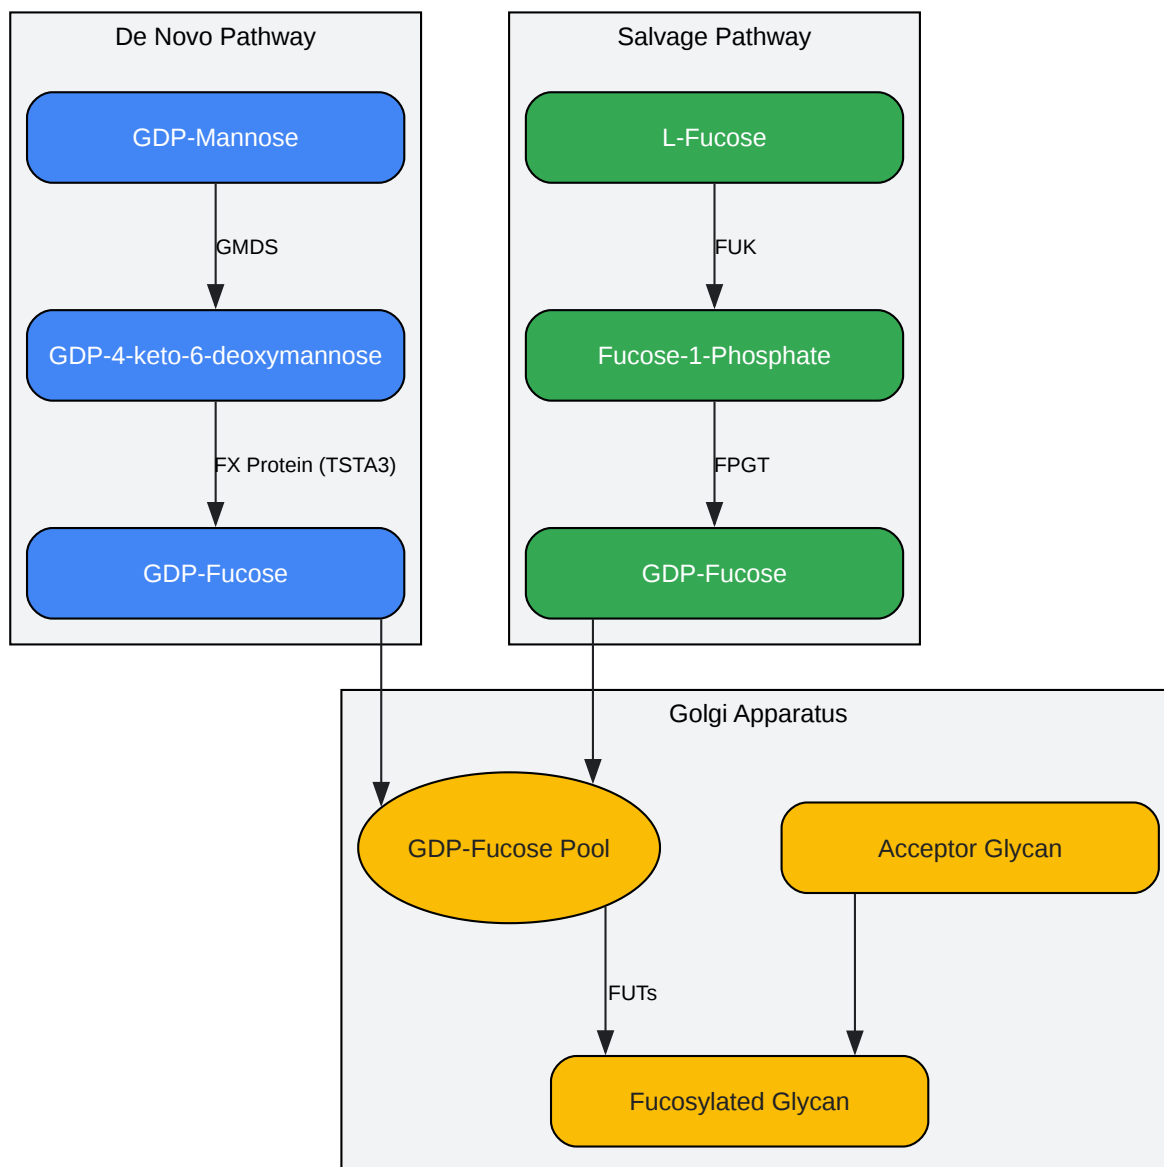 De Novo Pathway
GDP-Mannose
GMDS
GDP-4-keto-6-deoxymannose
FX Protein (TSTA3)
GDP-Fucose
Salvage Pathway
L-Fucose
FUK
Fucose-1-Phosphate
FPGT
GDP-Fucose
Golgi Apparatus
GDP-Fucose Pool
Acceptor Glycan
FUTs
Fucosylated Glycan